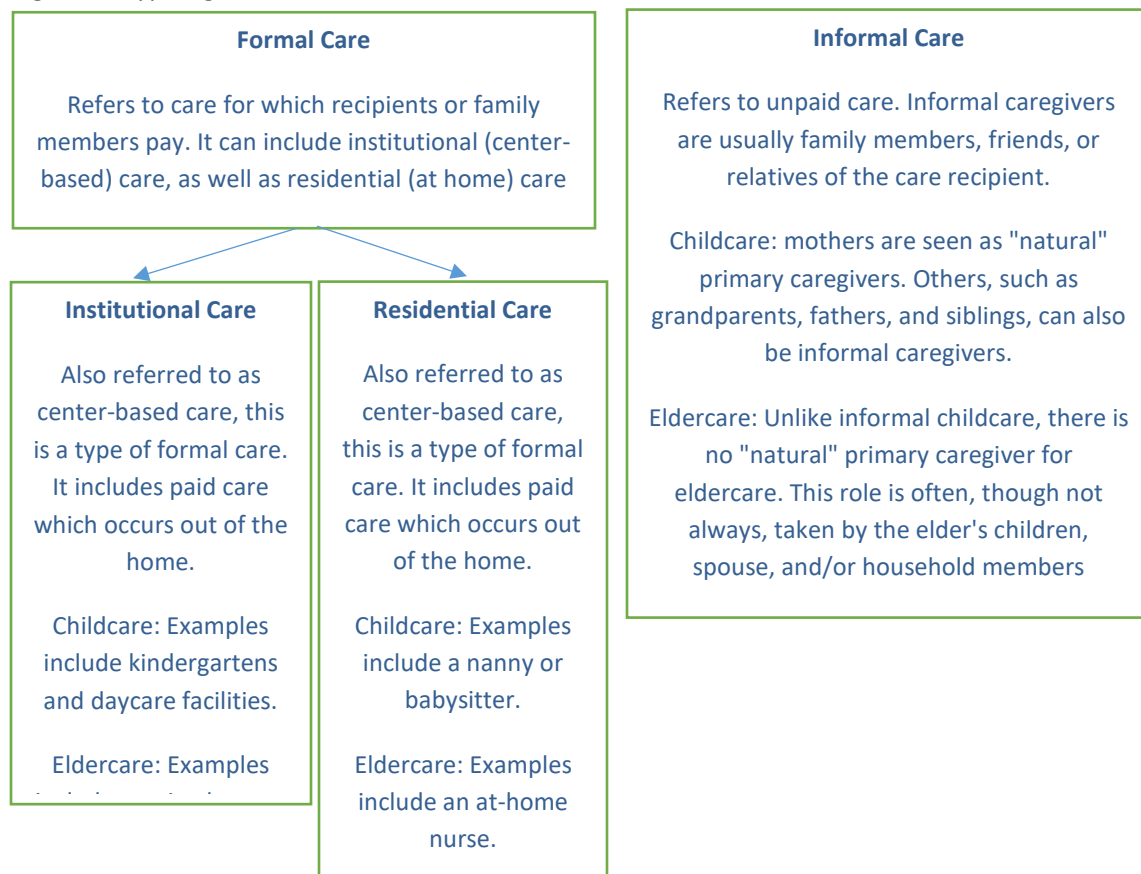 Formal Care
Refers to care for which recipients or family
members pay. It can include institutional (center-
based) care, as well as residential (at home) care
Institutional Care
Also referred to as
center-based care, this
is a type of formal care.
It includes paid care
which occurs out of the
home.
Childcare: Examples
include kindergartens
and daycare facilities.
Eldercare: Examples
Residential Care
Also referred to as
center-based care,
this is a type of formal
care. It includes paid
care which occurs out
of the home.
Childcare: Examples
include a nanny or
babysitter.
Eldercare: Examples
include an at-home
nurse.
Informal Care
Refers to unpaid care. Informal caregivers
are usually family members, friends, or
relatives of the care recipient.
Childcare: mothers are seen as "natural"
primary caregivers. Others, such as
grandparents, fathers, and siblings, can also
be informal caregivers.
Eldercare: Unlike informal childcare, there is
no "natural" primary caregiver for
eldercare. This role is often, though not
always, taken by the elder's children,
spouse, and/or household members